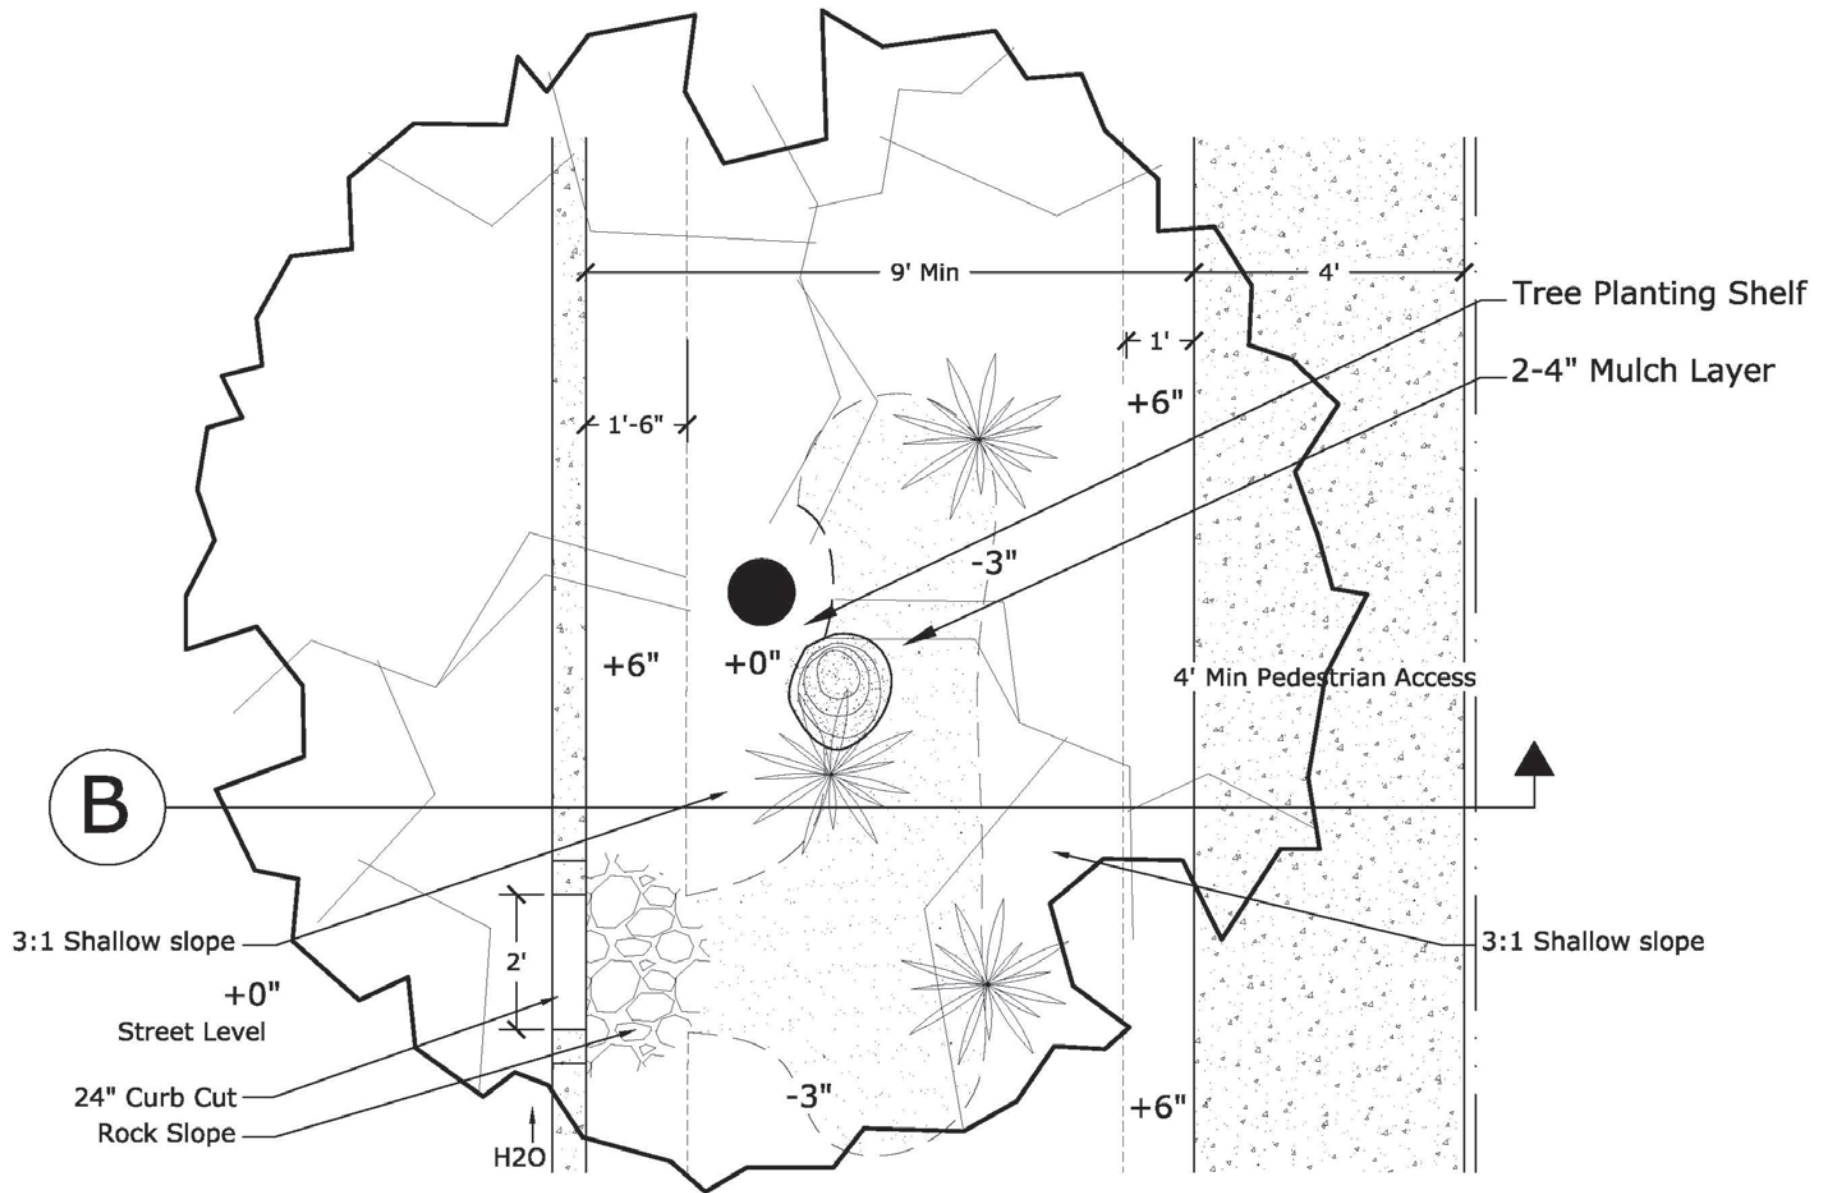 9' Min
4'
Tree Planting Shelf
1'
2-4" Mulch Layer
+6"
1'-6"
-3"
+6"
+0"
4' Min Pedestrian Access
B
3:1 Shallow slope
3:1 Shallow slope
2'
+0"
Street Level
24" Curb Cut
-3"
+6"
Rock Slope
H2O